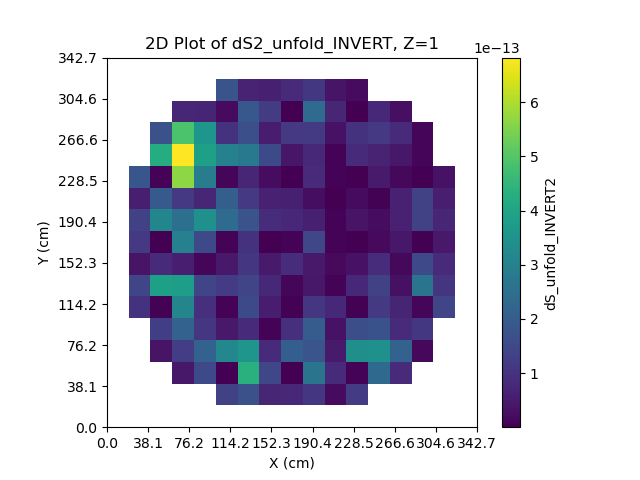 2D Plot of dS2_unfold_INVERT, Z=1
1e−13
342.7
304.6
266.6
228.5
190.4
152.3
114.2
76.2
38.1
0.0
Y (cm)
0.0 38.1 76.2 114.2 152.3 190.4 228.5 266.6 304.6 342.7
X (cm)
6
5
4
3
2
1
dS_unfold_INVERT2